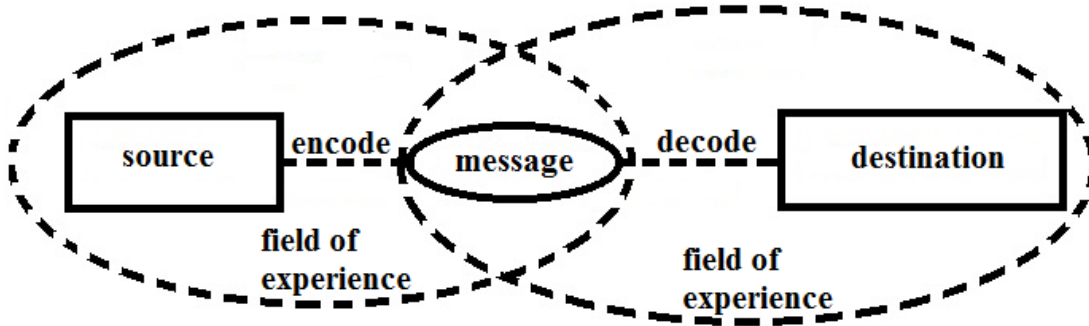 source
encode
message
decode
destination
field of
experience
field of
experience